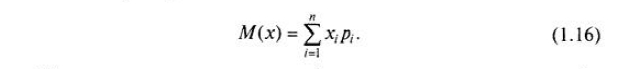 M(x) = \sum_{i=1}^{n} x_i p_i. (1.16)